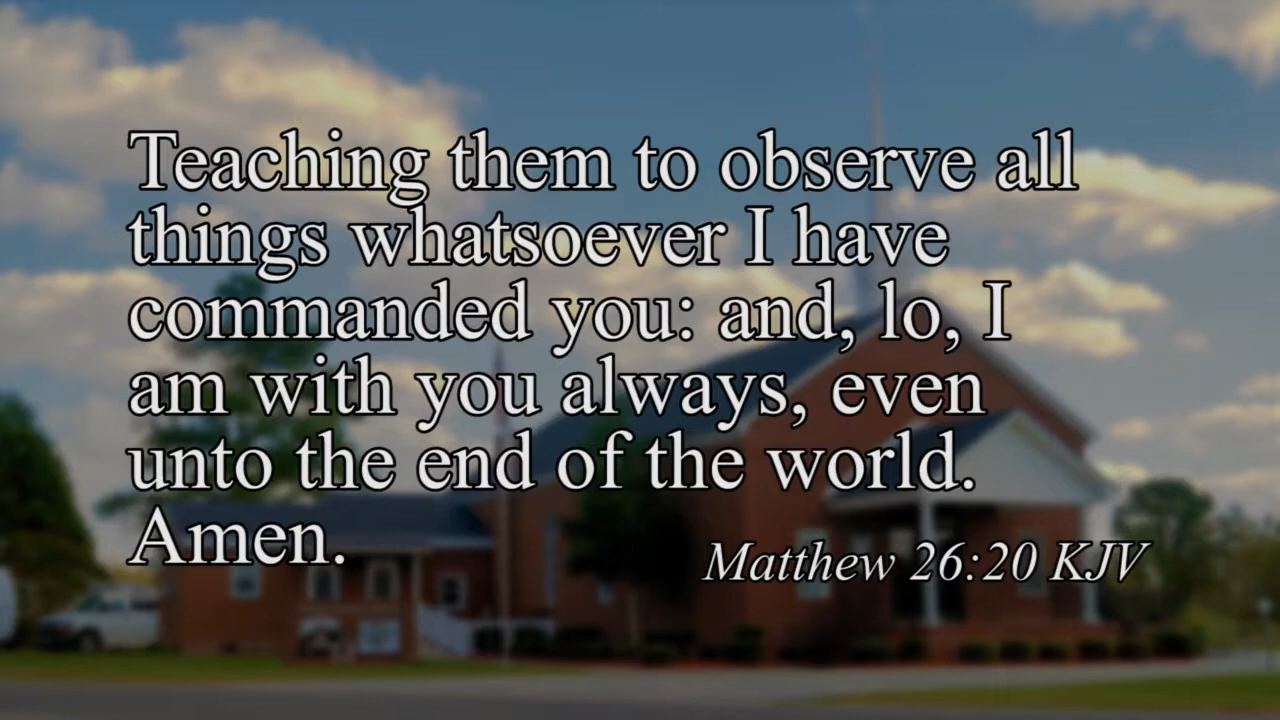 Teaching them to observe all
things whatsoever I have
commanded you: and, lo, I
am with you always, even
unto the end of the world.
Amen.
Matthew 26:20 KJV